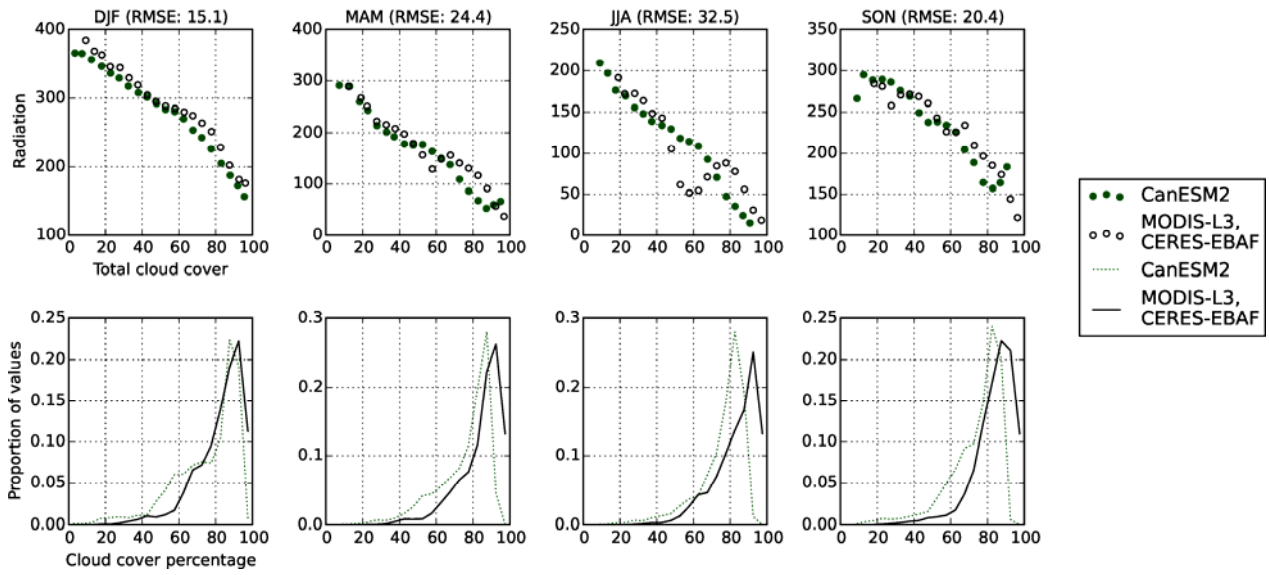 DJF (RMSE: 15.1)
MAM (RMSE: 24.4)
JJA (RMSE: 32.5)
SON (RMSE: 20.4)
Radiation
400
300
200
100
0 20 40 60 80 100
Total cloud cover
400
300
200
100
0
0 20 40 60 80 100
250
200
150
100
50
0
0 20 40 60 80 100
350
300
250
200
150
100
0 20 40 60 80 100
CanESM2
MODIS-L3,
CERES-EBAF
CanESM2
MODIS-L3,
CERES-EBAF
Proportion of values
0.25
0.20
0.15
0.10
0.05
0.00
0 20 40 60 80 100
Cloud cover percentage
0.3
0.2
0.1
0.0
0 20 40 60 80 100
0.3
0.2
0.1
0.0
0 20 40 60 80 100
0.25
0.20
0.15
0.10
0.05
0.00
0 20 40 60 80 100